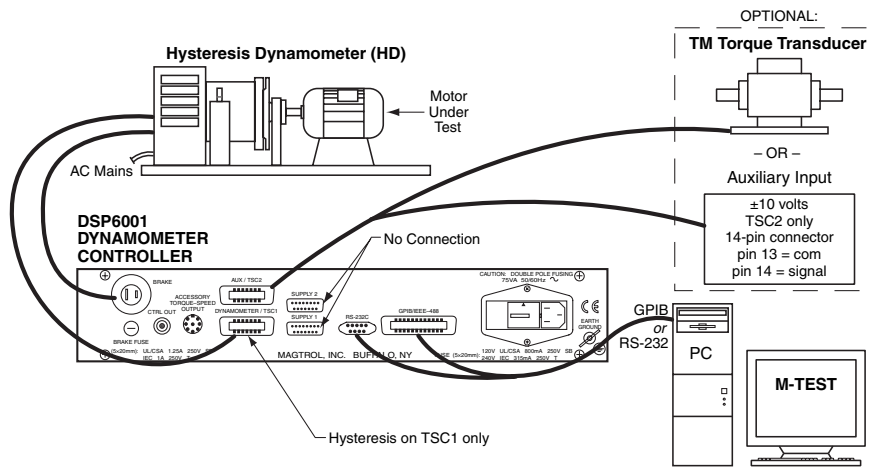 OPTIONAL:
TM Torque Transducer
Hysteresis Dynamometer (HD)
Motor
Under
Test
AC Mains
– OR –
Auxiliary Input
±10 volts
TSC2 only
14-pin connector
pin 13 = com
pin 14 = signal
DSP6001
DYNAMOMETER
CONTROLLER
No Connection
BRAKE
AUX / TSC2
SUPPLY 2
CAUTION: DOUBLE POLE FUSING
75VA 50/60Hz
ACCESSORY
TORQUE–SPEED
OUTPUT
CTRL OUT
DYNAMOMETER / TSC1
SUPPLY 1
RS-232C
GPIB/IEEE–488
CE
EARTH
GROUND
BRAKE FUSE
(5×20mm): UL/CSA 1.25A 250V
IEC 1A 250V
MAGTROL, INC. BUFFALO, NY
(5×20mm): 120V UL/CSA 800mA 250V SB
240V IEC 315mA 250V T
GPIB
or
RS-232
PC
M-TEST
Hysteresis on TSC1 only